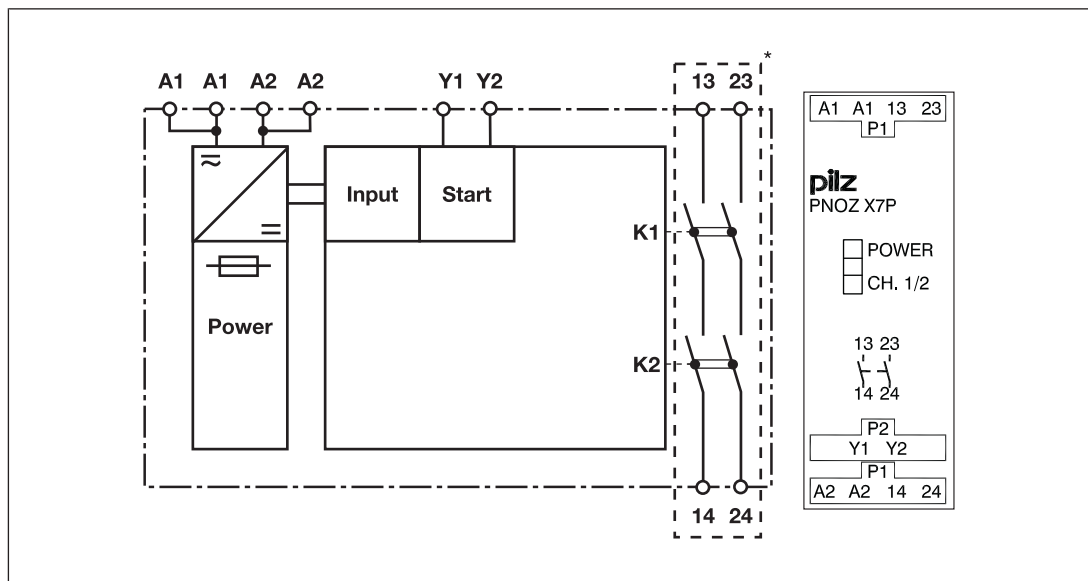 A1 A1 A2 A2 Y1 Y2 13 23 *
Input Start
K1
Power
K2
14 24
A1 A1 13 23
P1
pilz
PNOZ X7P
POWER
CH. 1/2
13 23
14 24
P2
Y1 Y2
P1
A2 A2 14 24